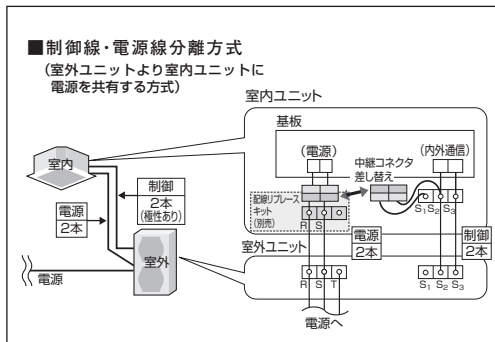 ■制御線・電源線分離方式
(室外ユニットより室内ユニットに
電源を共有する方式)
室内ユニット
基板
(電源)
(内外通信)
中継コネクタ
差し替え
室内
制御
2本
(極性あり)
電源
2本
配線リプレース
キット
(別売)
R S
S₁ S₂ S₃
室外ユニット
電源
2本
制御
2本
室外
電源
R S T
S₁ S₂ S₃
電源へ